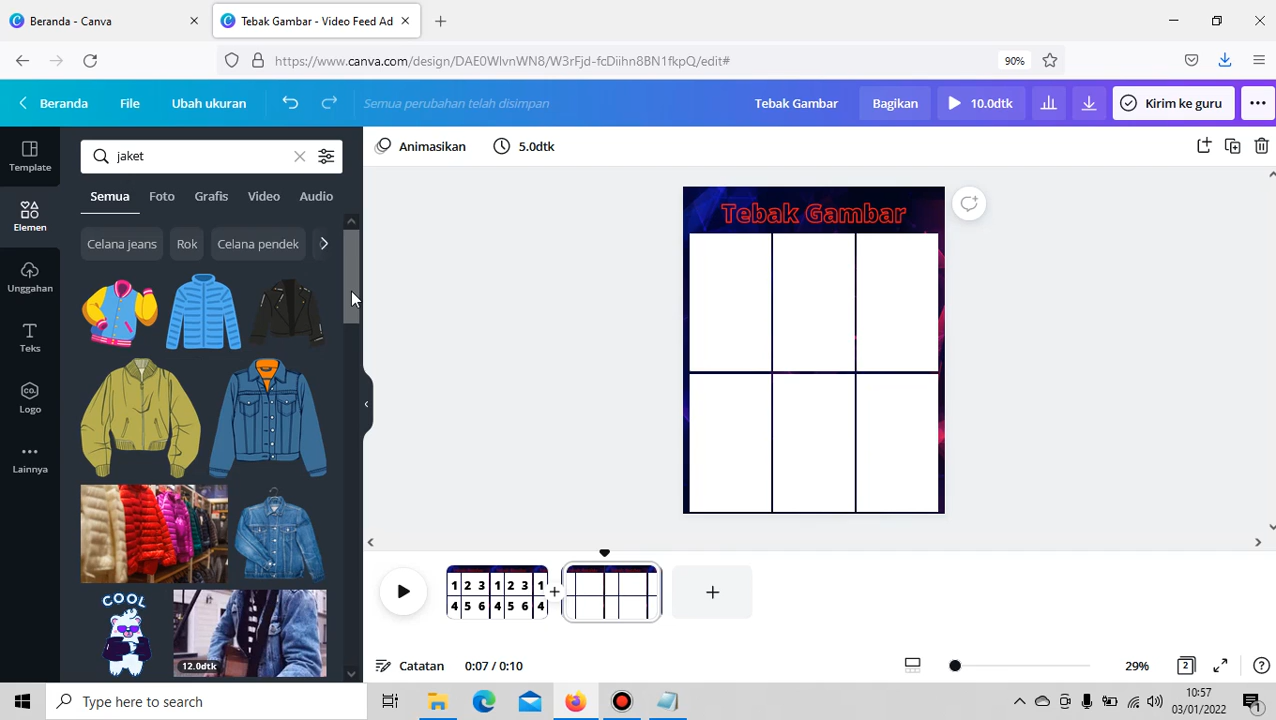 Beranda - Canva
Tebak Gambar - Video Feed Ad
https://www.canva.com/design/DAE0WlvnWN8/W3rFjd-fcDiihn8BN1fkpQ/edit#
90%
Beranda
File
Ubah ukuran
Semua perubahan telah disimpan
Tebak Gambar
Bagikan
10.0dtk
Kirim ke guru
Template
Elemen
Unggahan
Teks
CO.
Logo
Lainnya
jaket
Semua
Foto
Grafis
Video
Audio
Celana jeans
Rok
Celana pendek
COOL
12.0dtk
Animasikan
5.0dtk
Tebak Gambar
1 2 3 1 2 3 1
4 5 6 4 5 6 4
Catatan
0:07 / 0:10
29%
2
Type here to search
10:57
03/01/2022
1